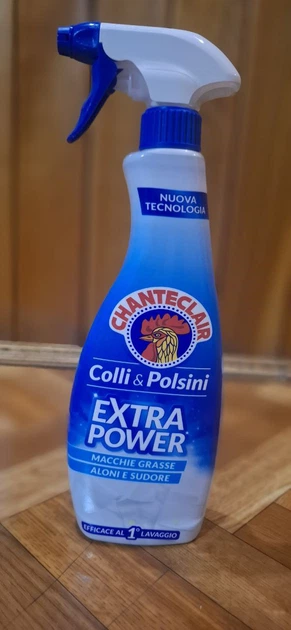 NUOVA
TECNOLOGIA
CHANTECLAIR
Colli & Polsini
EXTRA
POWER
MACCHIE GRASSE
ALONI E SUDORE
EFFICACE AL 1° LAVAGGIO